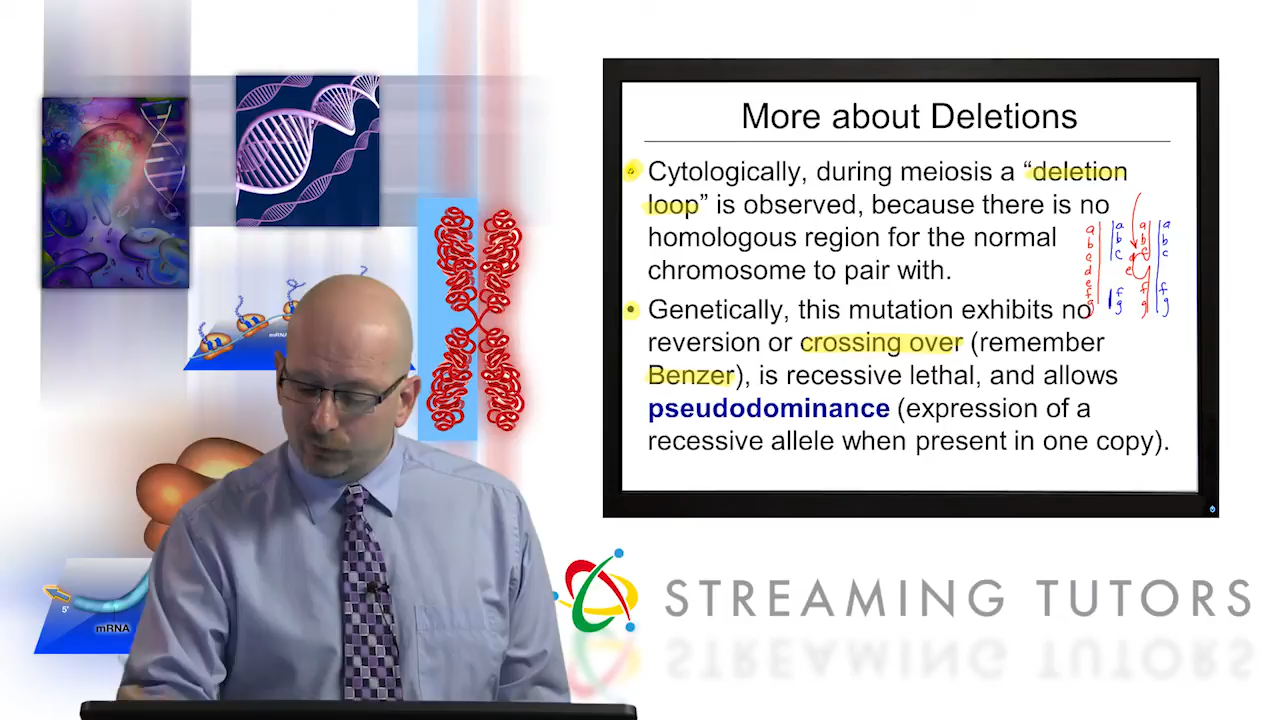 More about Deletions
Cytologically, during meiosis a “deletion
loop” is observed, because there is no
homologous region for the normal
chromosome to pair with.
Genetically, this mutation exhibits no
reversion or crossing over (remember
Benzer), is recessive lethal, and allows
pseudodominance (expression of a
recessive allele when present in one copy).
a
b
c
d
e
f
g
a
b
c
f
g
a
b
c
d
e
f
g
a
b
c
f
g
mRNA
5'
mRNA
STREAMING TUTORS